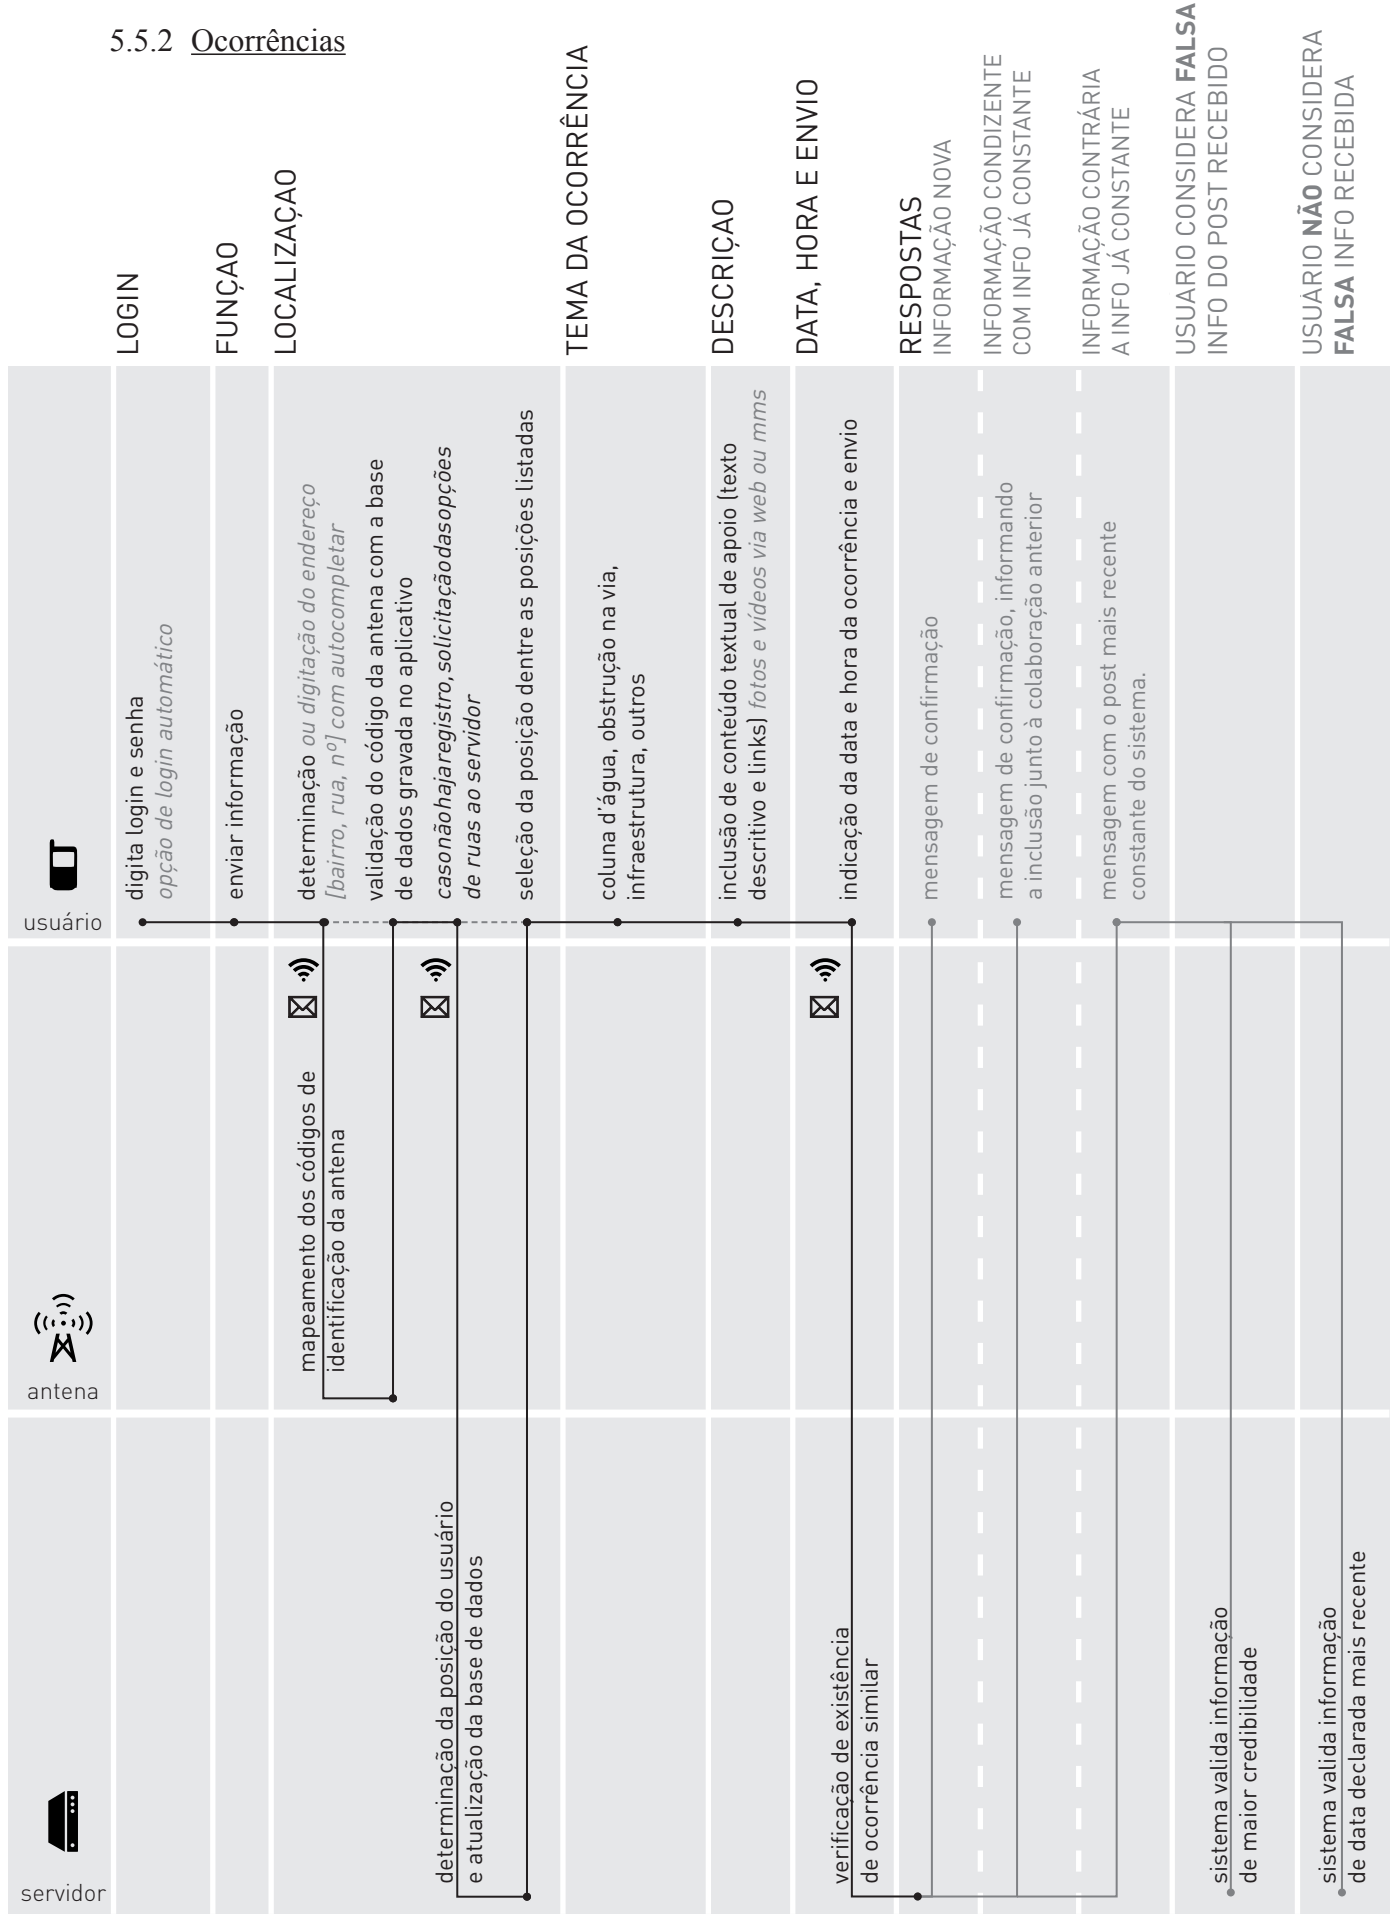 5.5.2 Ocorrências
usuário
antena
servidor
LOGIN
digita login e senha
opção de login automático
FUNÇAO
enviar informação
LOCALIZAÇAO
determinação ou digitação do endereço
[bairro, rua, nº] com autocompletar
validação do código da antena com a base
de dados gravada no aplicativo
casonãohajaregistro,solicitaçãodasopções
de ruas ao servidor
seleção da posição dentre as posições listadas
mapeamento dos códigos de
identificação da antena
determinação da posição do usuário
e atualização da base de dados
TEMA DA OCORRÊNCIA
coluna d'água, obstrução na via,
infraestrutura, outros
DESCRIÇAO
inclusão de conteúdo textual de apoio (texto
descritivo e links) fotos e vídeos via web ou mms
DATA, HORA E ENVIO
indicação da data e hora da ocorrência e envio
verificação de existência
de ocorrência similar
RESPOSTAS
INFORMAÇÃO NOVA
mensagem de confirmação
INFORMAÇÃO CONDIZENTE
COM INFO JÁ CONSTANTE
mensagem de confirmação, informando
a inclusão junto à colaboração anterior
INFORMAÇÃO CONTRÁRIA
A INFO JÁ CONSTANTE
mensagem com o post mais recente
constante do sistema.
USUARIO CONSIDERA FALSA
INFO DO POST RECEBIDO
sistema valida informação
de maior credibilidade
USUÁRIO NÃO CONSIDERA
FALSA INFO RECEBIDA
sistema valida informação
de data declarada mais recente